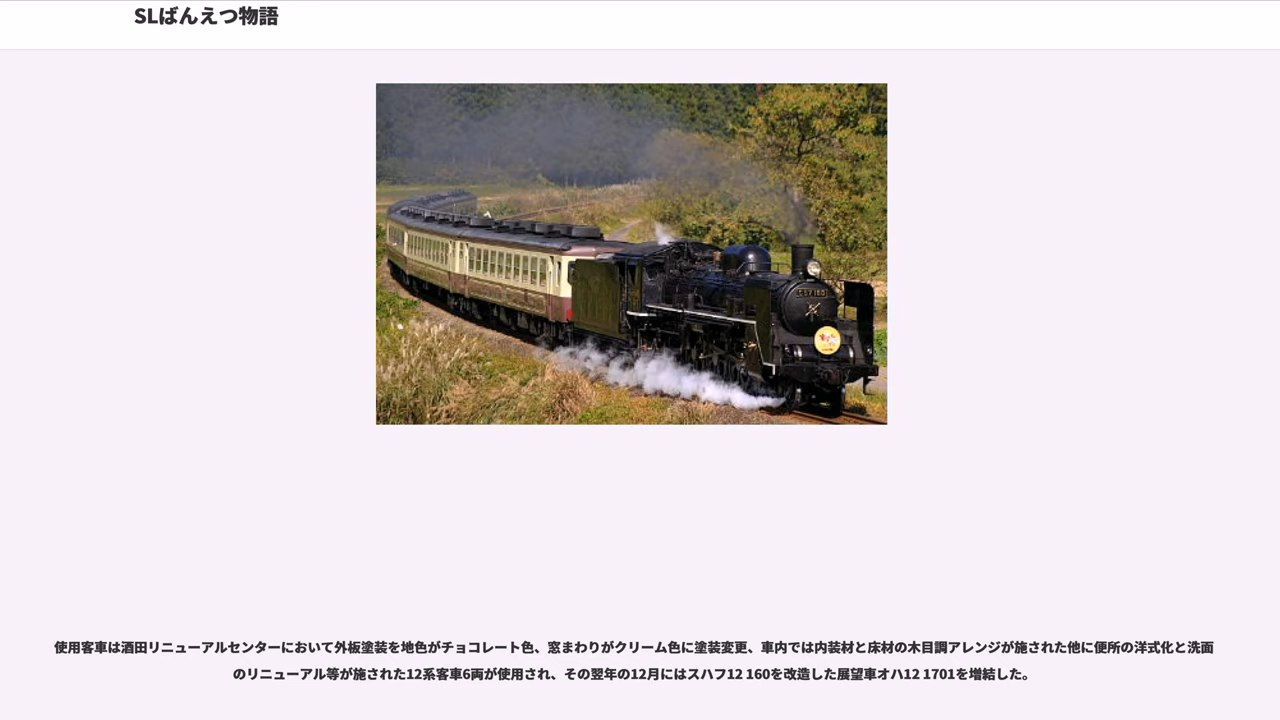 SLばんえつ物語
C57 180
使用客車は酒田リニューアルセンターにおいて外板塗装を地色がチョコレート色、窓まわりがクリーム色に塗装変更、車内では内装材と床材の木目調アレンジが施された他に便所の洋式化と洗面
のリニューアル等が施された12系客車6両が使用され、その翌年の12月にはスハフ12 160を改造した展望車オハ12 1701を増結した。